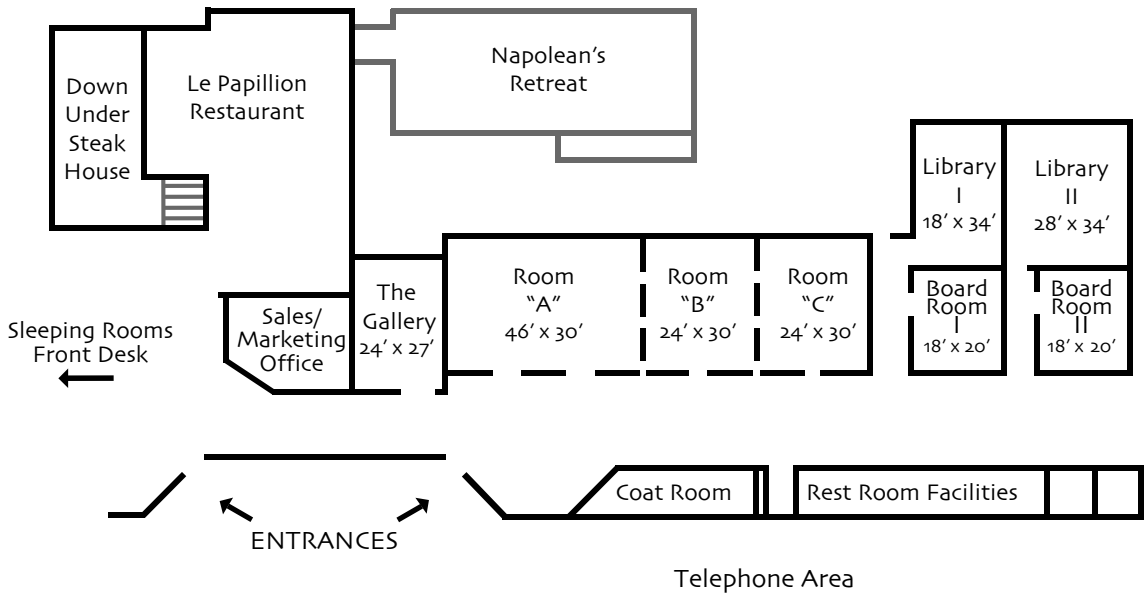 Down
Under
Steak
House
Le Papillion
Restaurant
Napolean's
Retreat
Library
I
18' x 34'
Library
II
28' x 34'
Sleeping Rooms
Front Desk
Sales/
Marketing
Office
The
Gallery
24' x 27'
Room
"A"
46' x 30'
Room
"B"
24' x 30'
Room
"C"
24' x 30'
Board
Room
I
18' x 20'
Board
Room
II
18' x 20'
Coat Room
Rest Room Facilities
ENTRANCES
Telephone Area